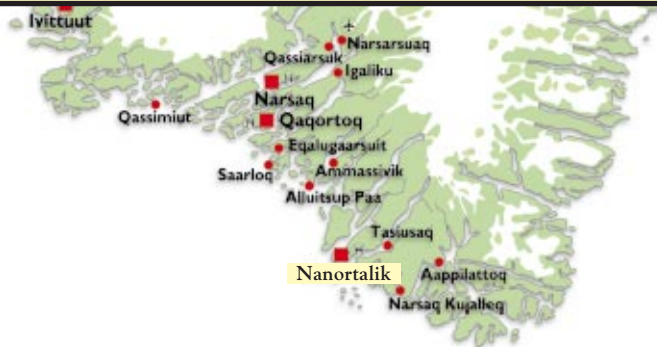 Ivittuut
Narsarsuaq
Qassiarsuk
Igaliku
Narsaq
Qassimiut
Qaqortoq
Eqalugaarsuit
Saarloq
Ammassivik
Alluitsup Paa
Tasiusaq
Nanortalik
Aappilattoq
Narsaq Kujalleq